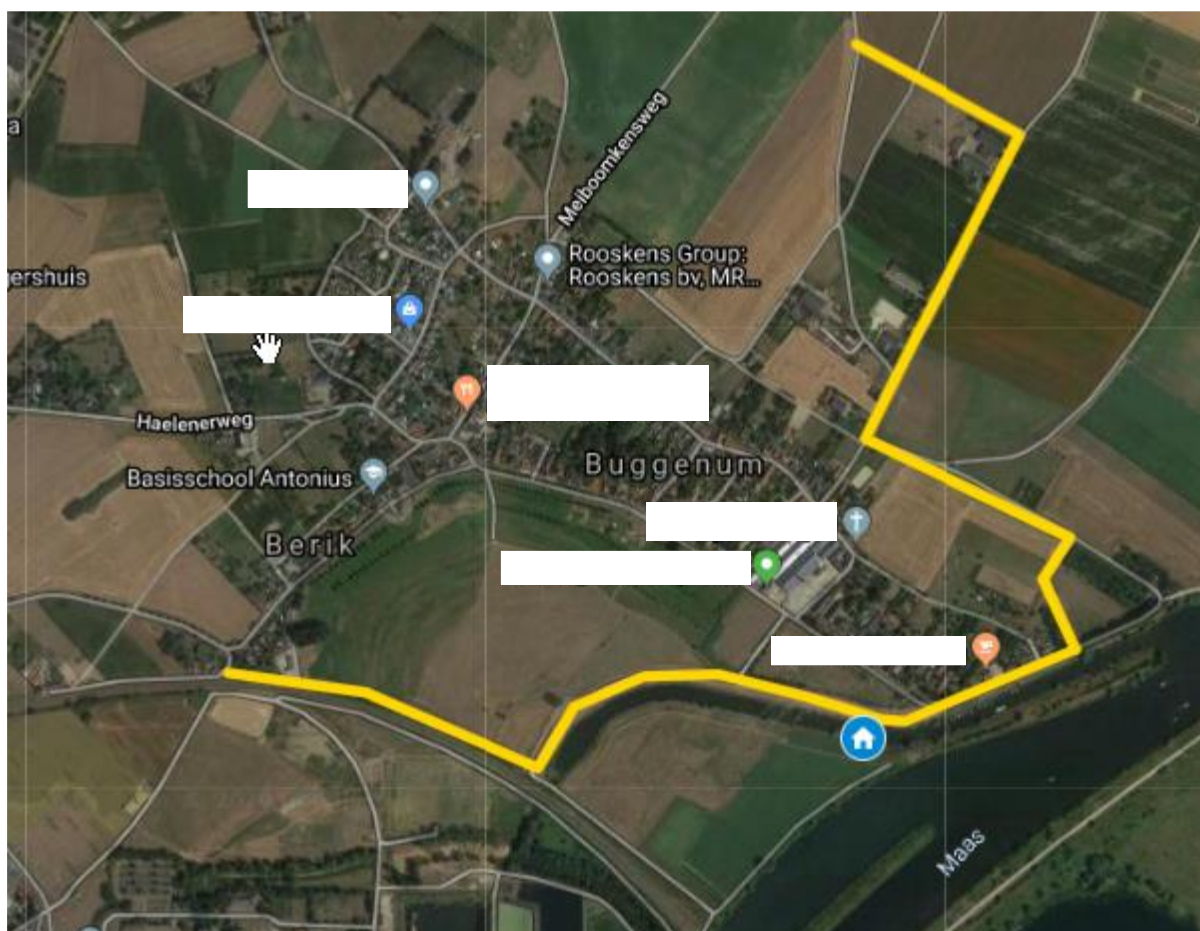 a
Meiboomkensweg
Rooskens Group:
Rooskens bv, MR...
gershuis
Haelenerweg
Basisschool Antonius
Buggenum
Berik
Maas